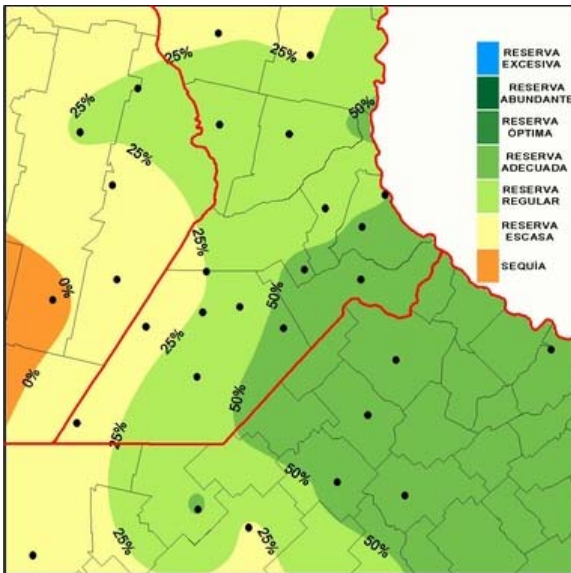 25%
25%
25%
25%
50%
25%
0%
50%
25%
0%
50%
25%
50%
25%
25%
50%
RESERVA
EXCESIVA
RESERVA
ABUNDANTE
RESERVA
ÓPTIMA
RESERVA
ADECUADA
RESERVA
REGULAR
RESERVA
ESCASA
SEQUÍA